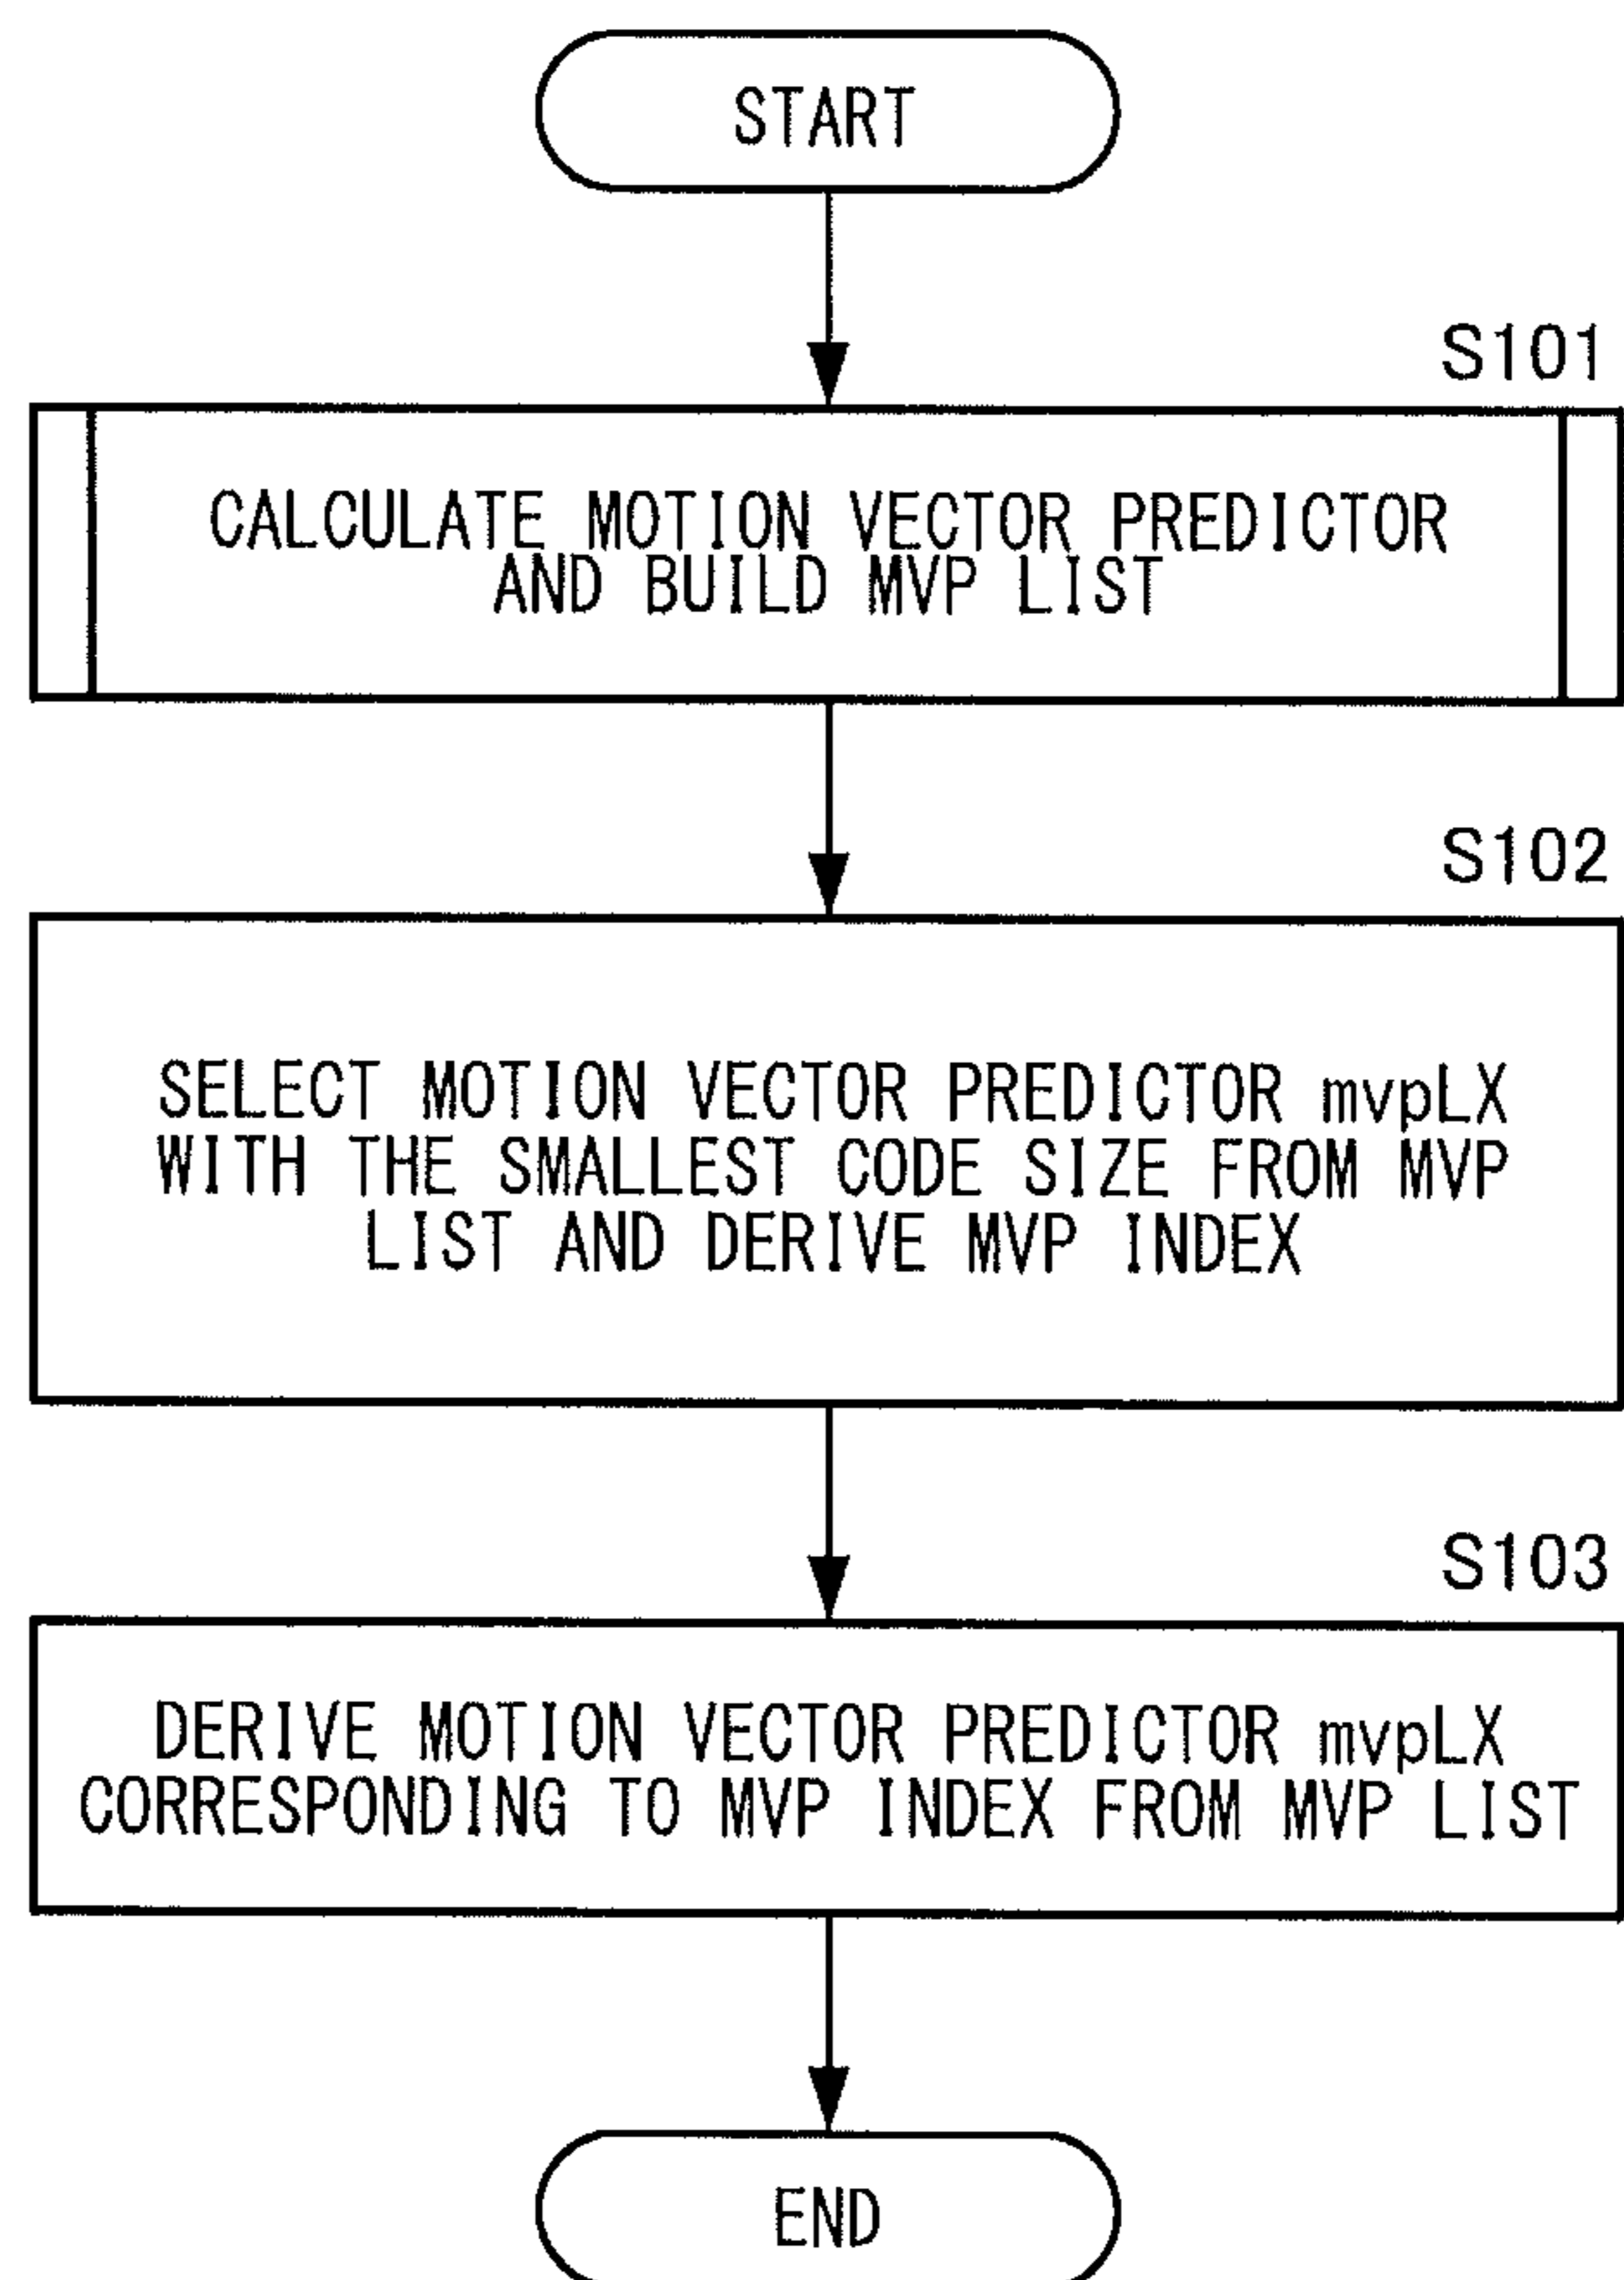 START
S101
CALCULATE MOTION VECTOR PREDICTOR
AND BUILD MVP LIST
S102
SELECT MOTION VECTOR PREDICTOR mvpLX
WITH THE SMALLEST CODE SIZE FROM MVP
LIST AND DERIVE MVP INDEX
S103
DERIVE MOTION VECTOR PREDICTOR mvpLX
CORRESPONDING TO MVP INDEX FROM MVP LIST
END